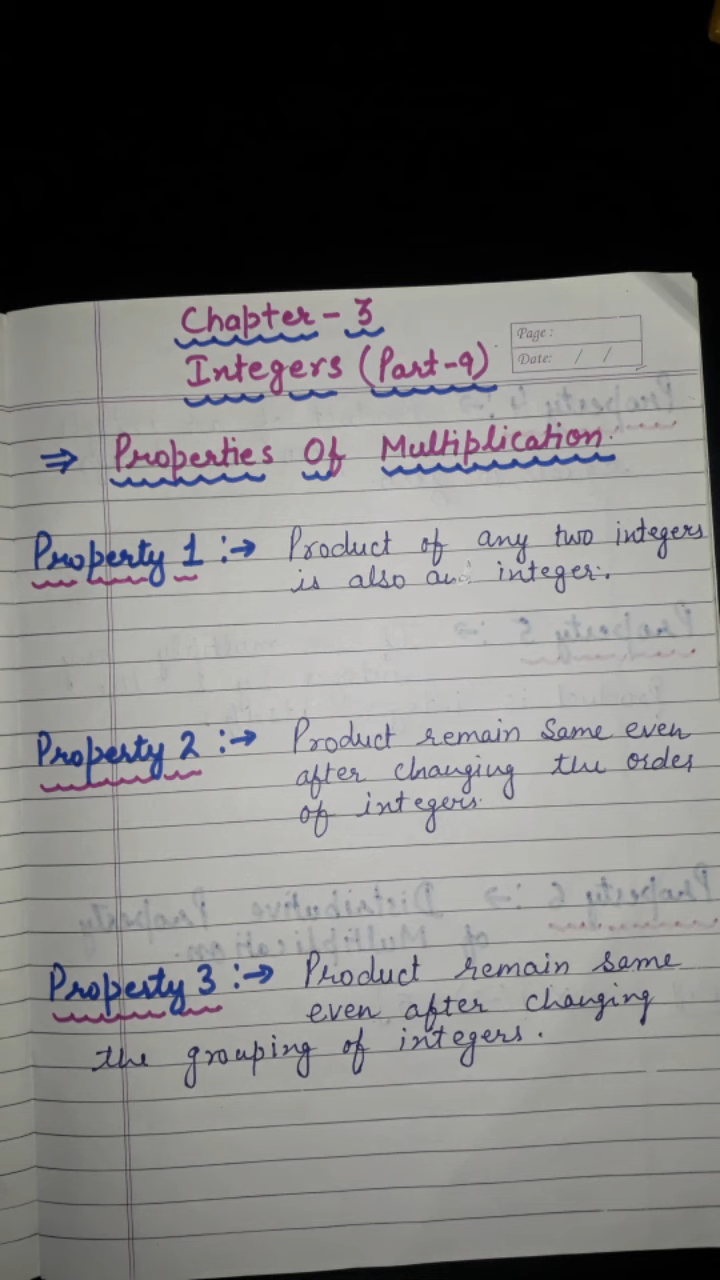 Chapter - 3
Integers (Part-9)
Page :
Date: / /
⇒ Properties Of Multiplication
Property 1 :→ Product of any two integers
is also an integer.
Property 2 :→ Product remain same even
after changing the order
of integers.
Property 3 :→ Product remain same
even after changing
the grouping of integers.